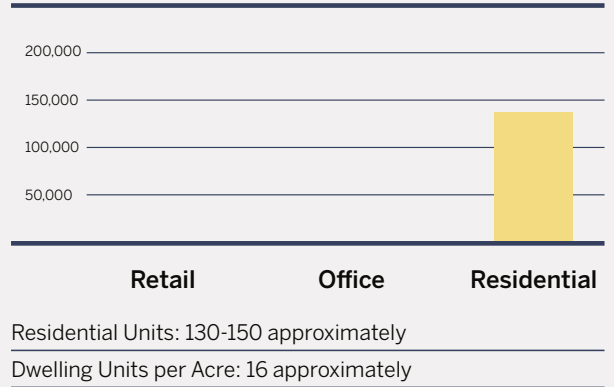 200,000
150,000
100,000
50,000
Retail Office Residential
Residential Units: 130-150 approximately
Dwelling Units per Acre: 16 approximately